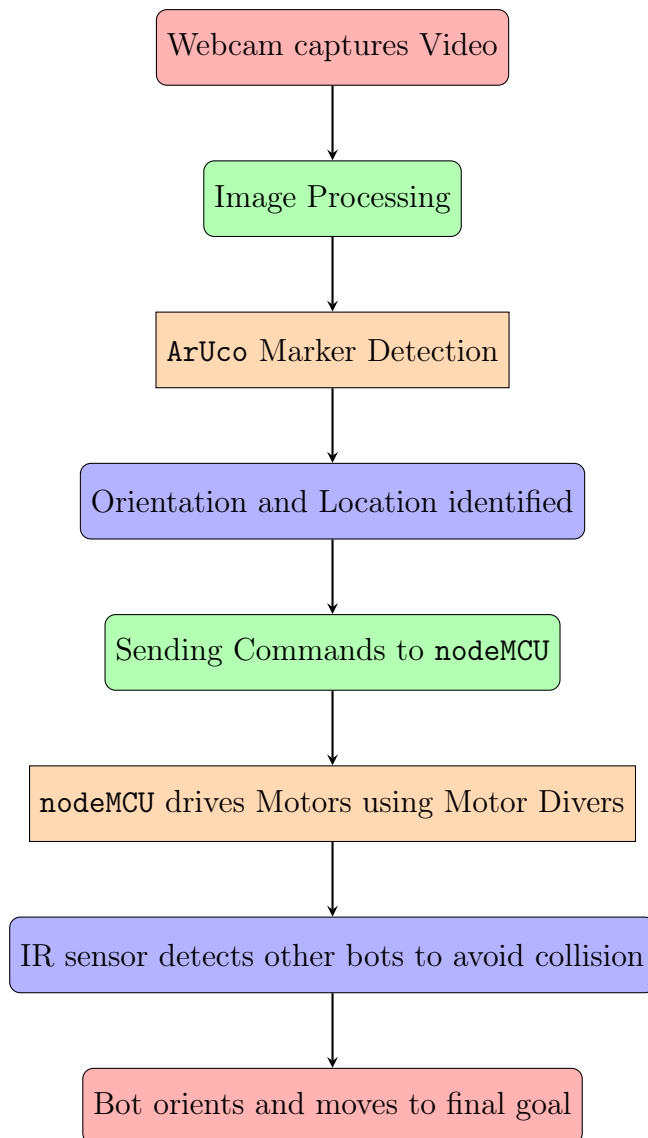 Webcam captures Video
Image Processing
ArUco Marker Detection
Orientation and Location identified
Sending Commands to nodeMCU
nodeMCU drives Motors using Motor Divers
IR sensor detects other bots to avoid collision
Bot orients and moves to final goal